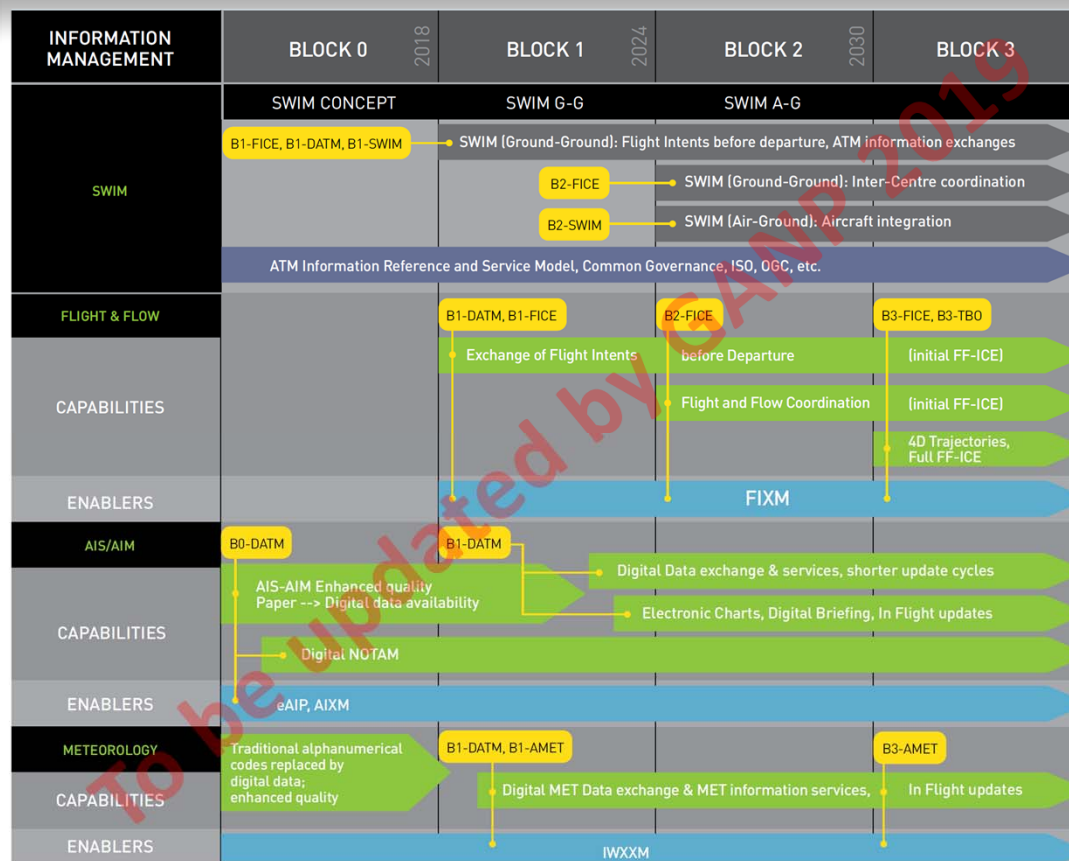 INFORMATION
MANAGEMENT
BLOCK 0
2018
BLOCK 1
2024
BLOCK 2
2030
BLOCK 3
SWIM CONCEPT
SWIM G-G
SWIM A-G
SWIM
B1-FICE, B1-DATM, B1-SWIM
SWIM (Ground-Ground): Flight Intents before departure, ATM information exchanges
B2-FICE
SWIM (Ground-Ground): Inter-Centre coordination
B2-SWIM
SWIM (Air-Ground): Aircraft integration
ATM Information Reference and Service Model, Common Governance, ISO, OGC, etc.
FLIGHT & FLOW
B1-DATM, B1-FICE
B2-FICE
B3-FICE, B3-TBO
CAPABILITIES
Exchange of Flight Intents before Departure (initial FF-ICE)
Flight and Flow Coordination (initial FF-ICE)
4D Trajectories,
Full FF-ICE
ENABLERS
FIXM
AIS/AIM
B0-DATM
B1-DATM
CAPABILITIES
AIS-AIM Enhanced quality
Paper --> Digital data availability
Digital Data exchange & services, shorter update cycles
Electronic Charts, Digital Briefing, In Flight updates
Digital NOTAM
ENABLERS
eAIP, AIXM
METEOROLOGY
B1-DATM, B1-AMET
B3-AMET
CAPABILITIES
Traditional alphanumerical
codes replaced by
digital data;
enhanced quality
Digital MET Data exchange & MET information services, In Flight updates
ENABLERS
IWXXM
To be updated by GANP 2019